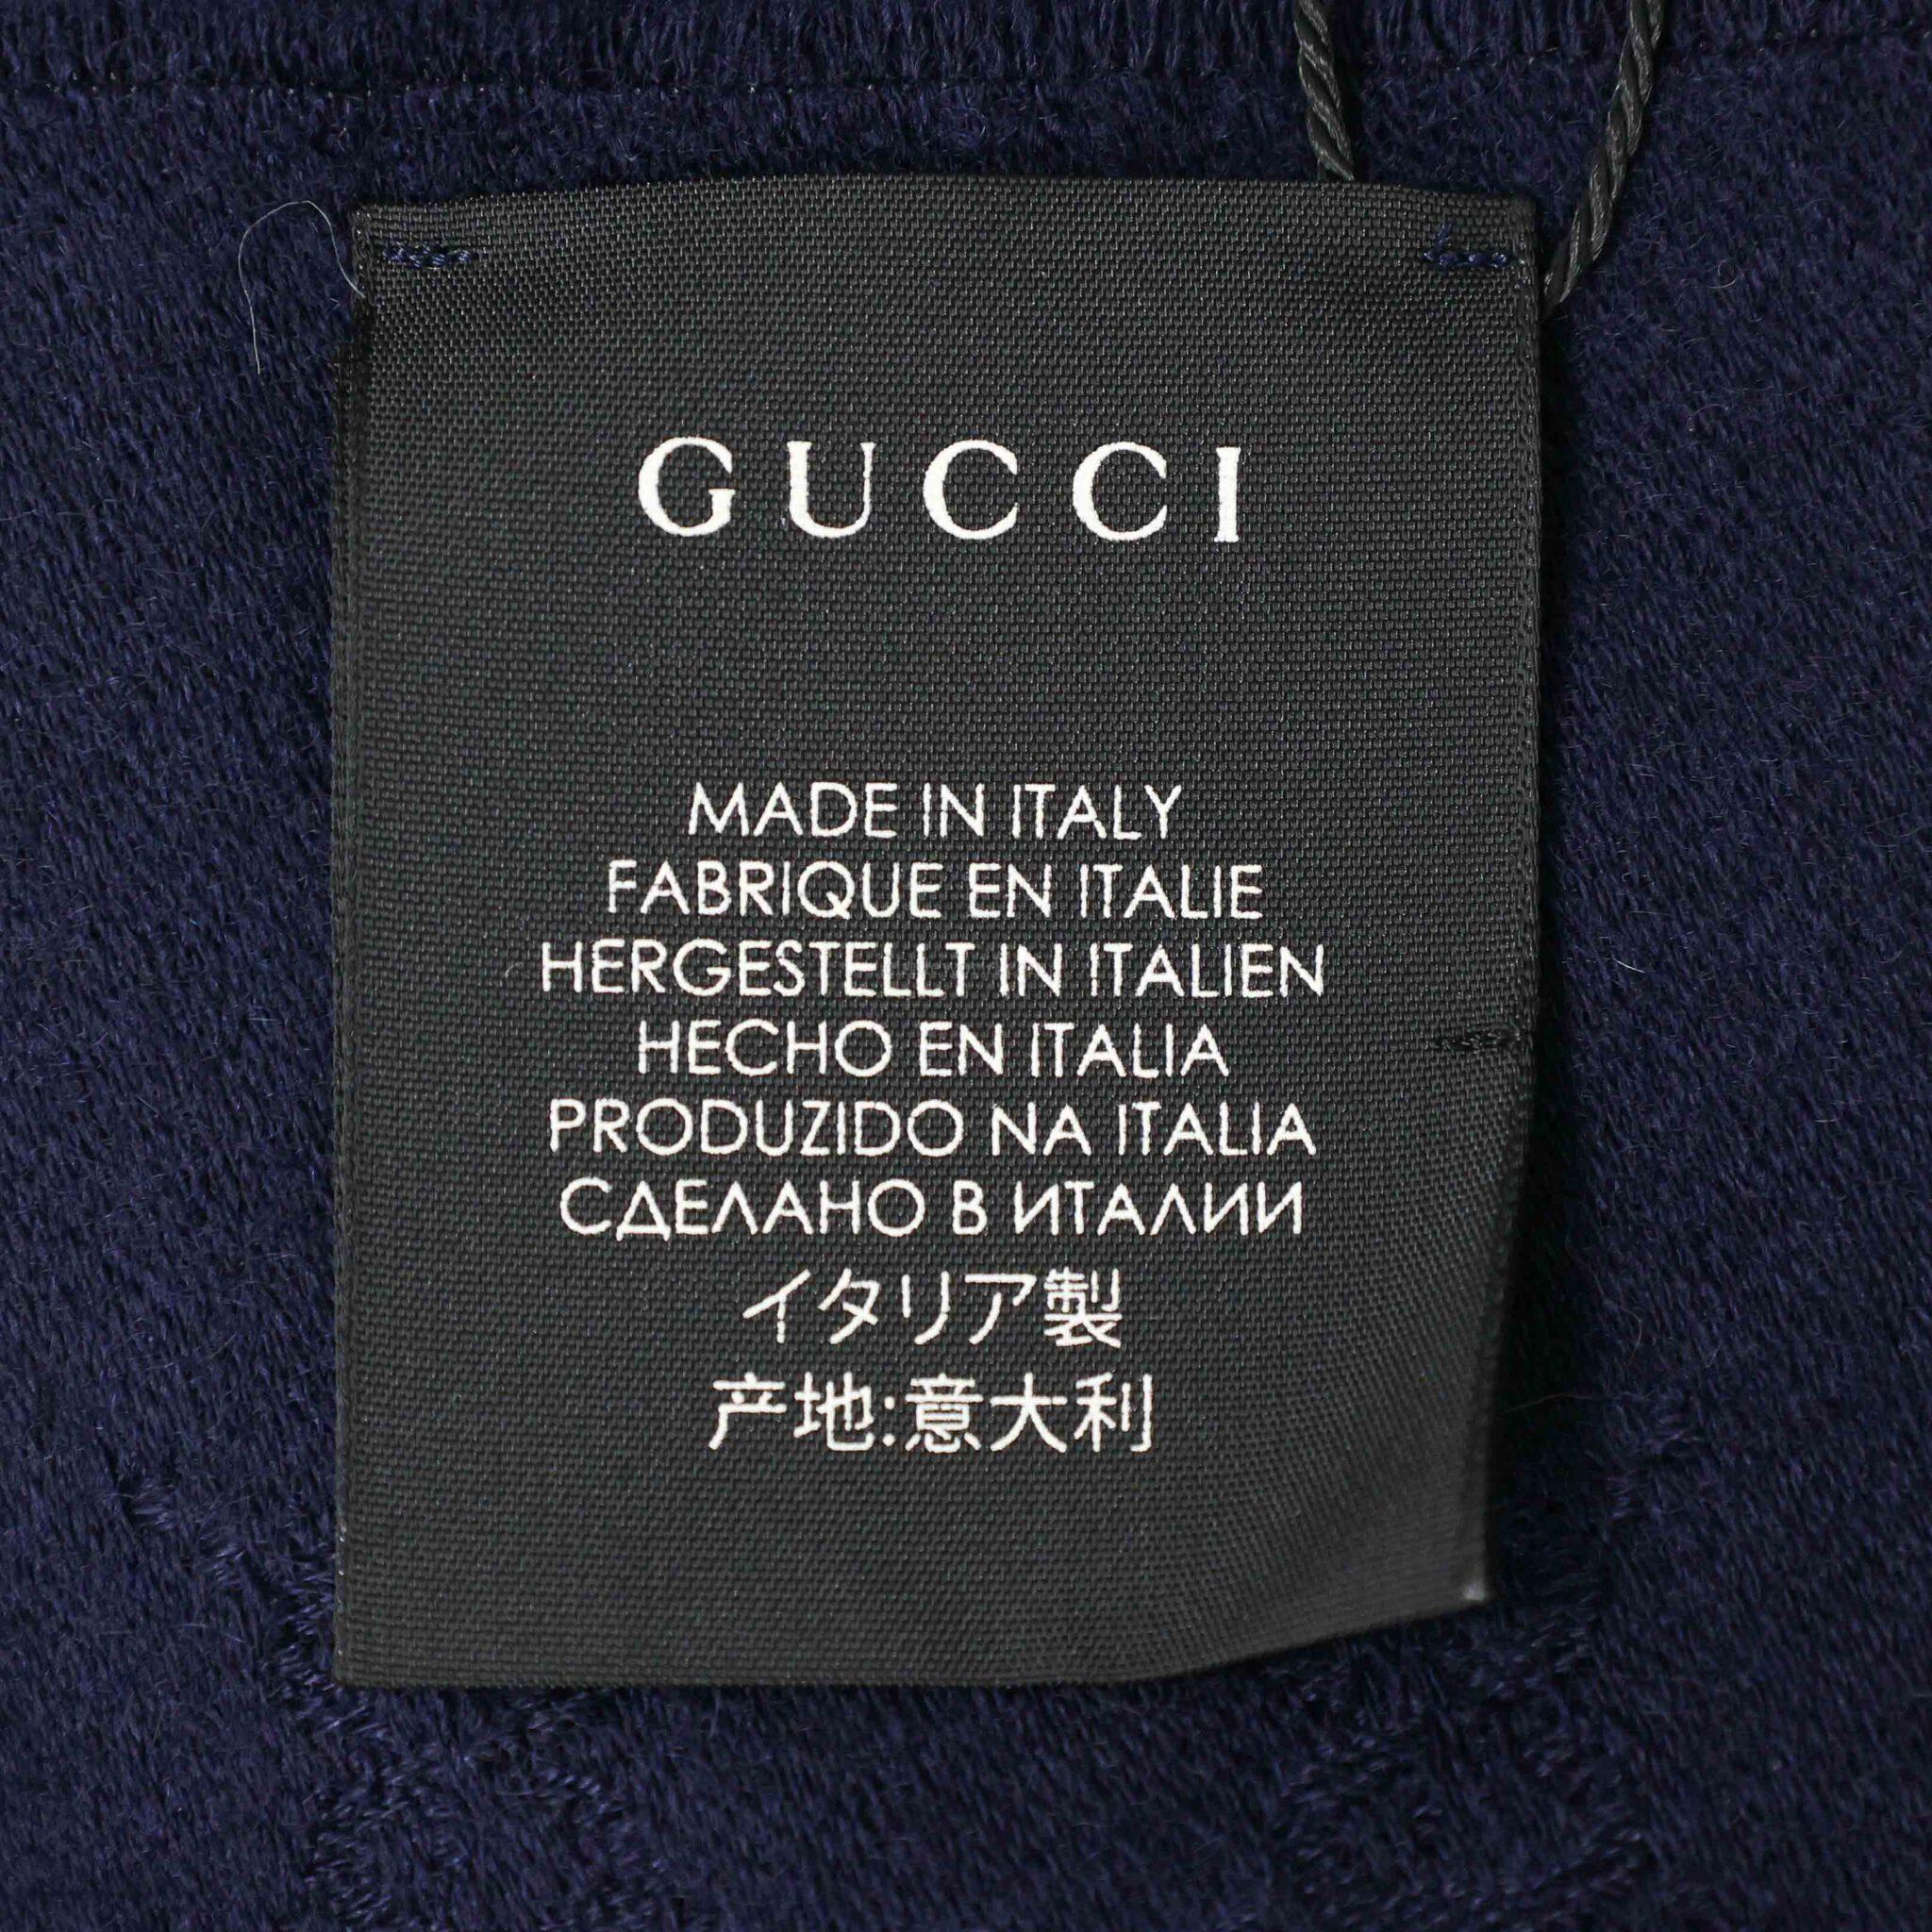 GUCCI
MADE IN ITALY
FABRIQUE EN ITALIE
HERGESTELLT IN ITALIEN
HECHO EN ITALIA
PRODUZIDO NA ITALIA
СДЕЛАНО В ИТАЛИИ
イタリア製
产地:意大利